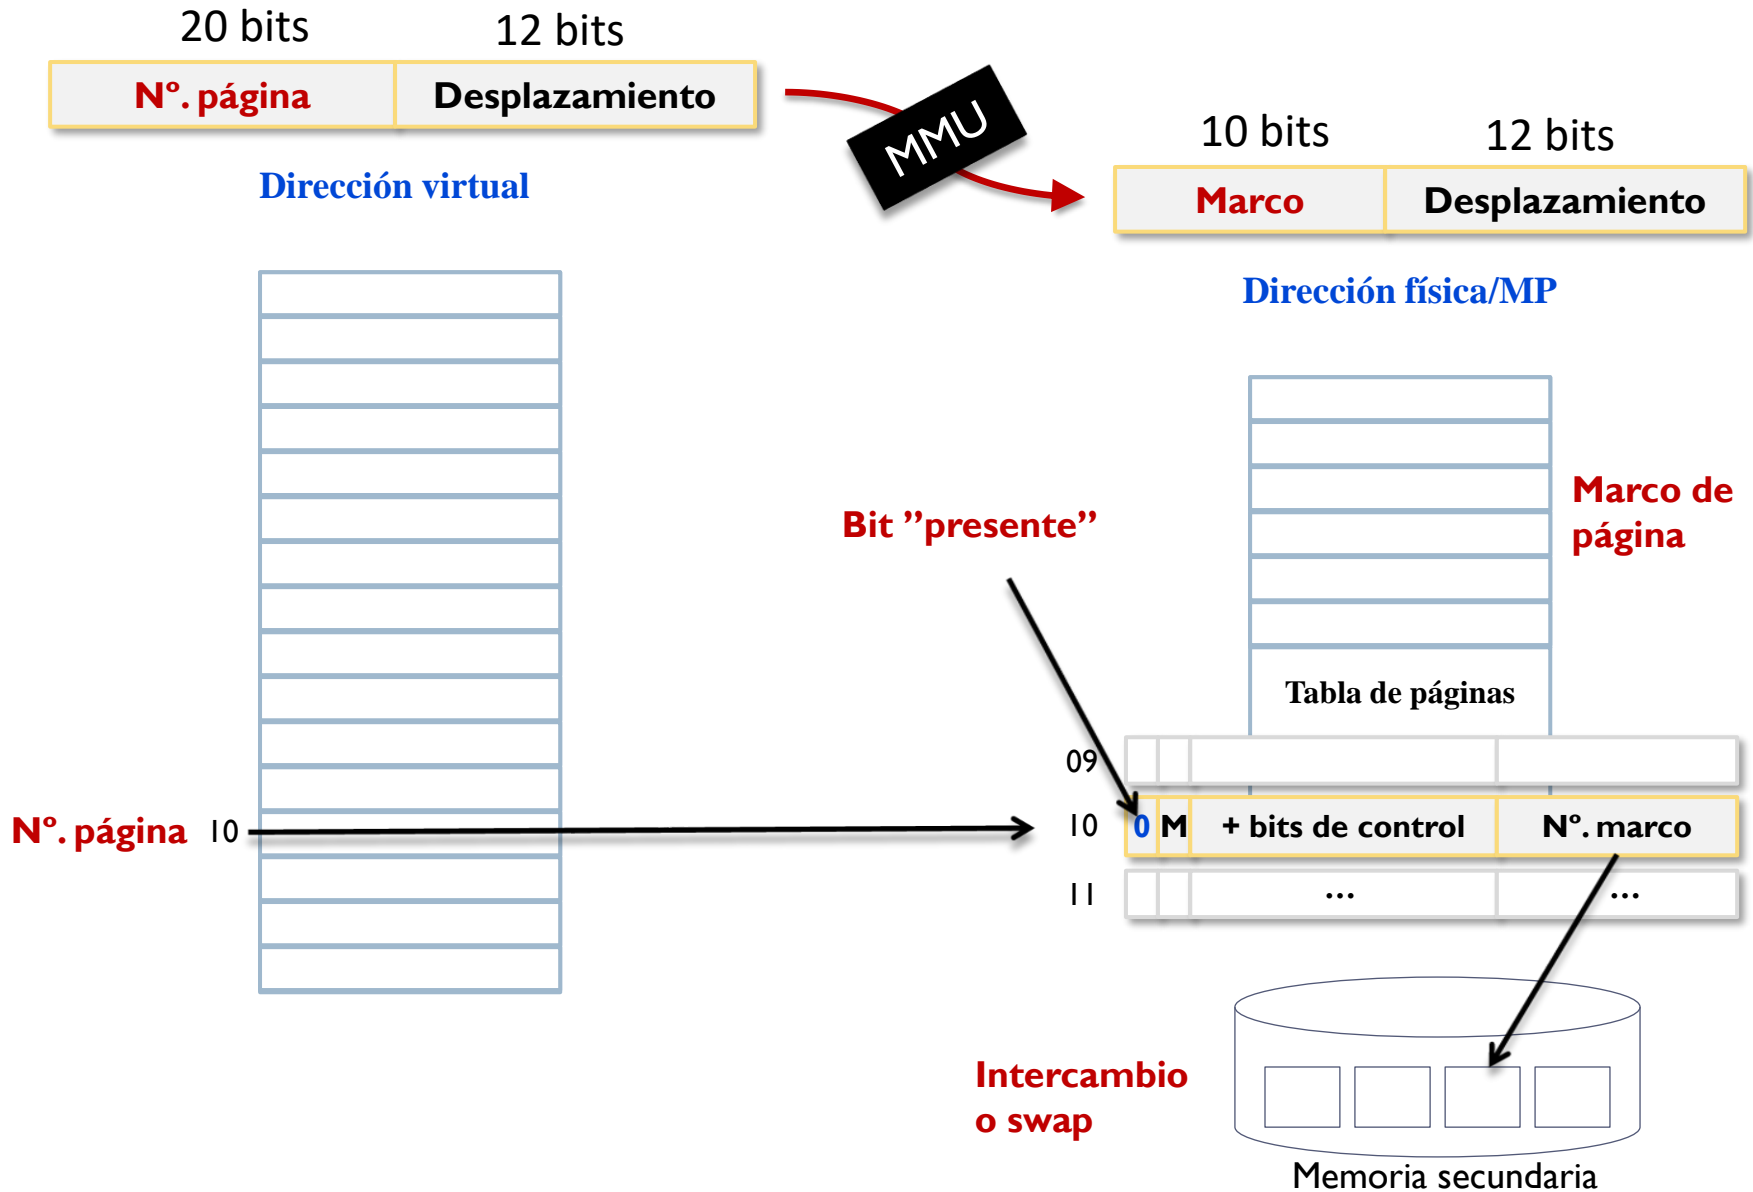 20 bits
12 bits
Nº. página
Desplazamiento
MMU
Dirección virtual
10 bits
12 bits
Marco
Desplazamiento
Dirección física/MP
Marco de
página
Bit ”presente”
Tabla de páginas
09
Nº. página 10
10 0 M + bits de control Nº. marco
11 ... ...
Intercambio
o swap
Memoria secundaria